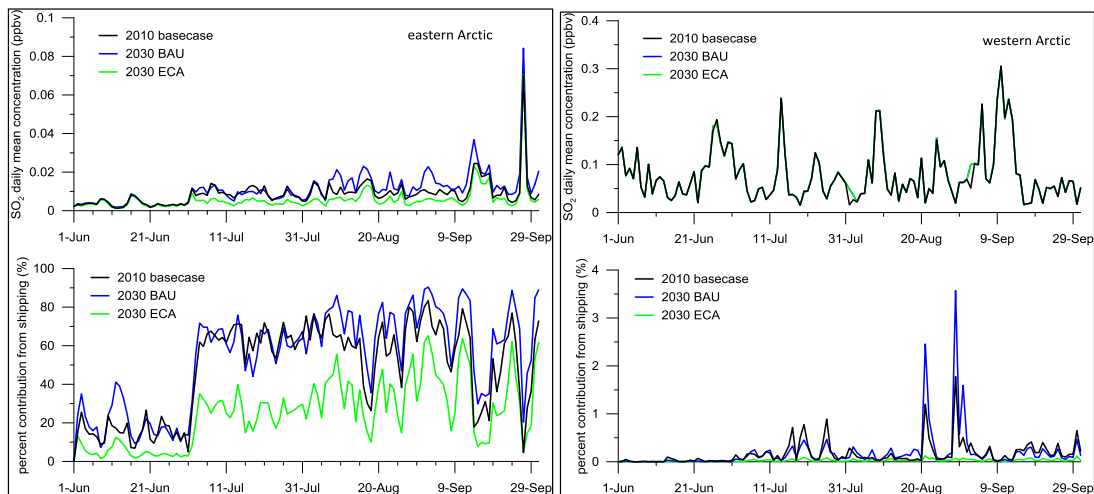 SO2 daily mean concentration (ppbv)
0.1
0.08
0.06
0.04
0.02
0
2010 basecase
2030 BAU
2030 ECA
eastern Arctic
1-Jun
21-Jun
11-Jul
31-Jul
20-Aug
9-Sep
29-Sep
percent contribution from shipping (%)
100
80
60
40
20
0
2010 basecase
2030 BAU
2030 ECA
1-Jun
21-Jun
11-Jul
31-Jul
20-Aug
9-Sep
29-Sep
SO2 daily mean concentration (ppbv)
0.4
0.3
0.2
0.1
0
2010 basecase
2030 BAU
2030 ECA
western Arctic
1-Jun
21-Jun
11-Jul
31-Jul
20-Aug
9-Sep
29-Sep
percent contribution from shipping (%)
4
3
2
1
0
2010 basecase
2030 BAU
2030 ECA
1-Jun
21-Jun
11-Jul
31-Jul
20-Aug
9-Sep
29-Sep